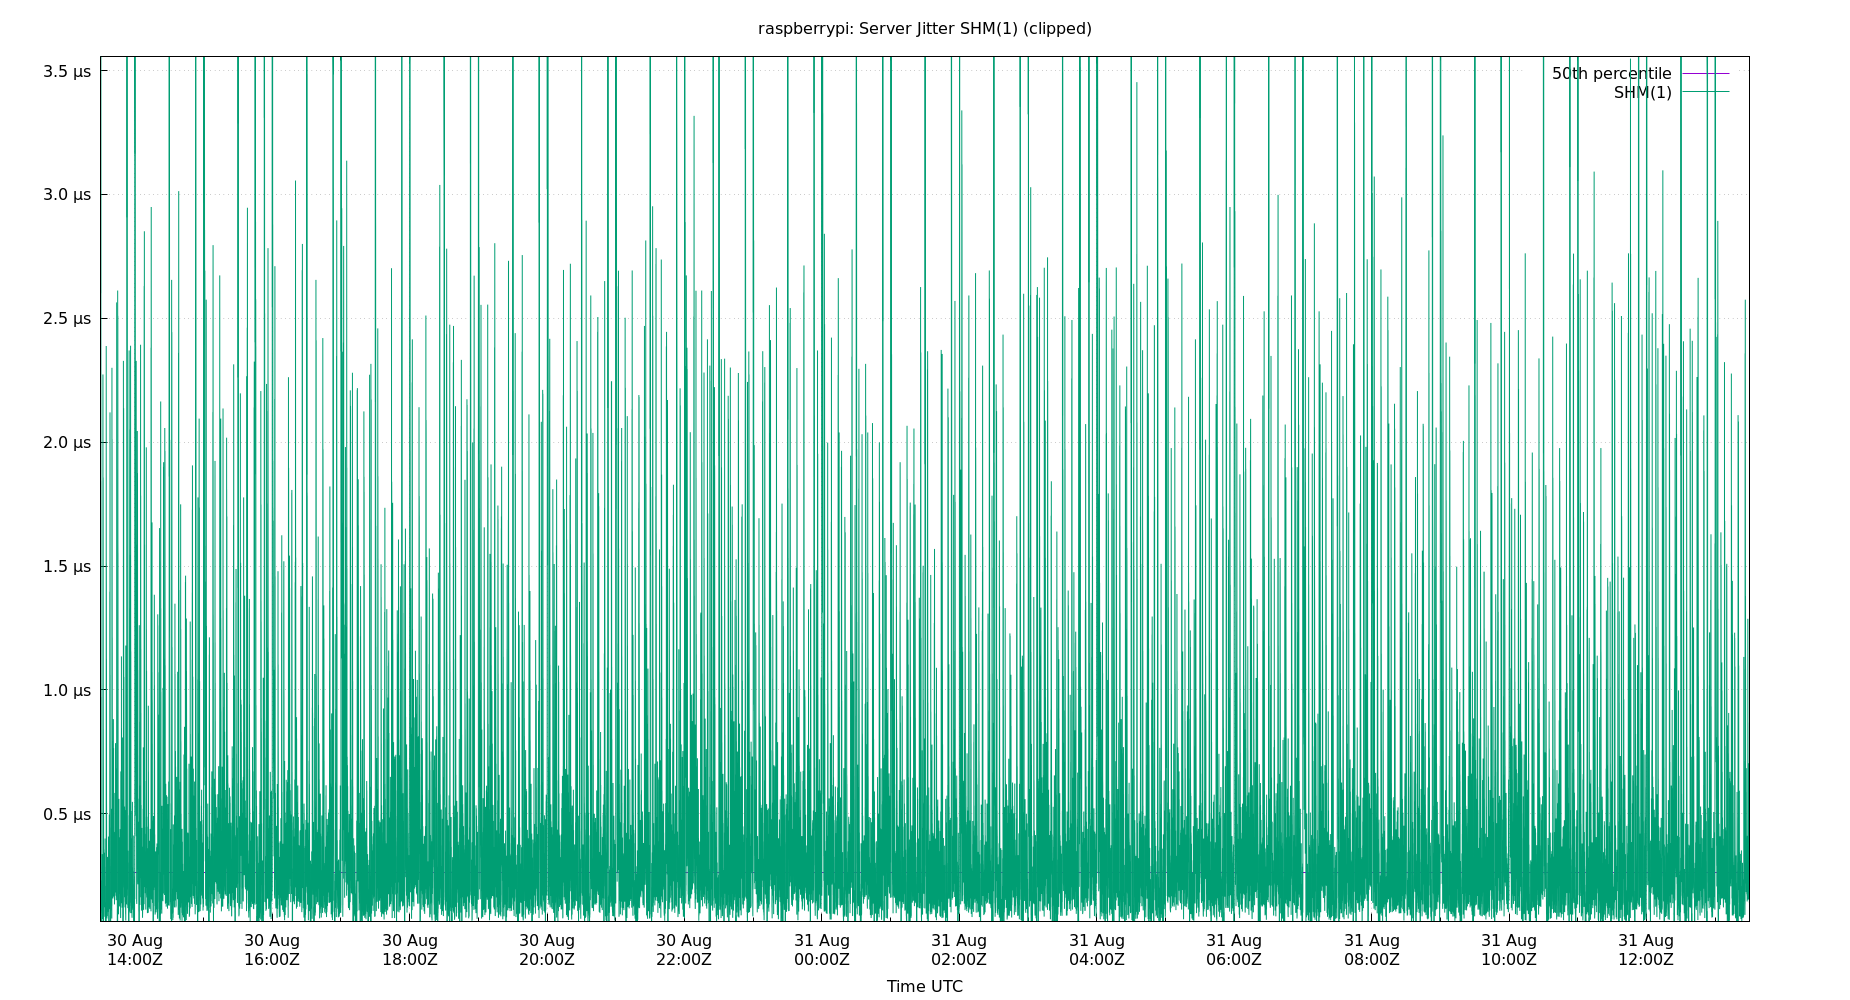 raspberrypi: Server Jitter SHM(1) (clipped)
3.5 µs
50th percentile
SHM(1)
3.0 µs
2.5 µs
2.0 µs
1.5 µs
1.0 µs
0.5 µs
30 Aug 30 Aug 30 Aug 30 Aug 30 Aug 31 Aug 31 Aug 31 Aug 31 Aug 31 Aug 31 Aug 31 Aug
14:00Z 16:00Z 18:00Z 20:00Z 22:00Z 00:00Z 02:00Z 04:00Z 06:00Z 08:00Z 10:00Z 12:00Z
Time UTC